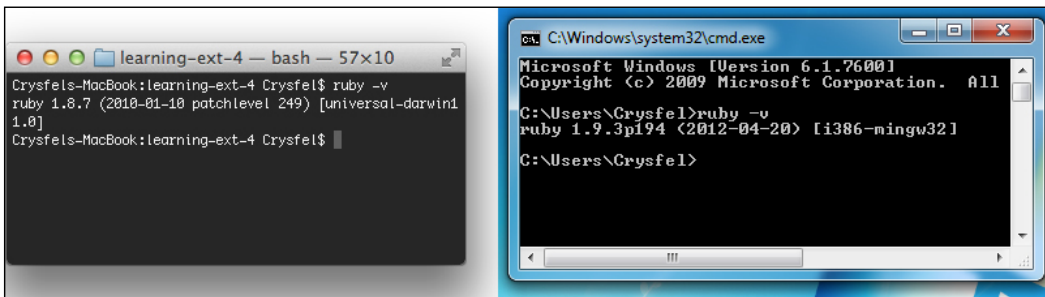 learning-ext-4 — bash — 57×10
Crysfels-MacBook:learning-ext-4 Crysfel$ ruby -v
ruby 1.8.7 (2010-01-10 patchlevel 249) [universal-darwin1
1.0]
Crysfels-MacBook:learning-ext-4 Crysfel$
C:\Windows\system32\cmd.exe
Microsoft Windows [Version 6.1.7600]
Copyright (c) 2009 Microsoft Corporation.  All
C:\Users\Crysfel>ruby -v
ruby 1.9.3p194 (2012-04-20) [i386-mingw32]
C:\Users\Crysfel>